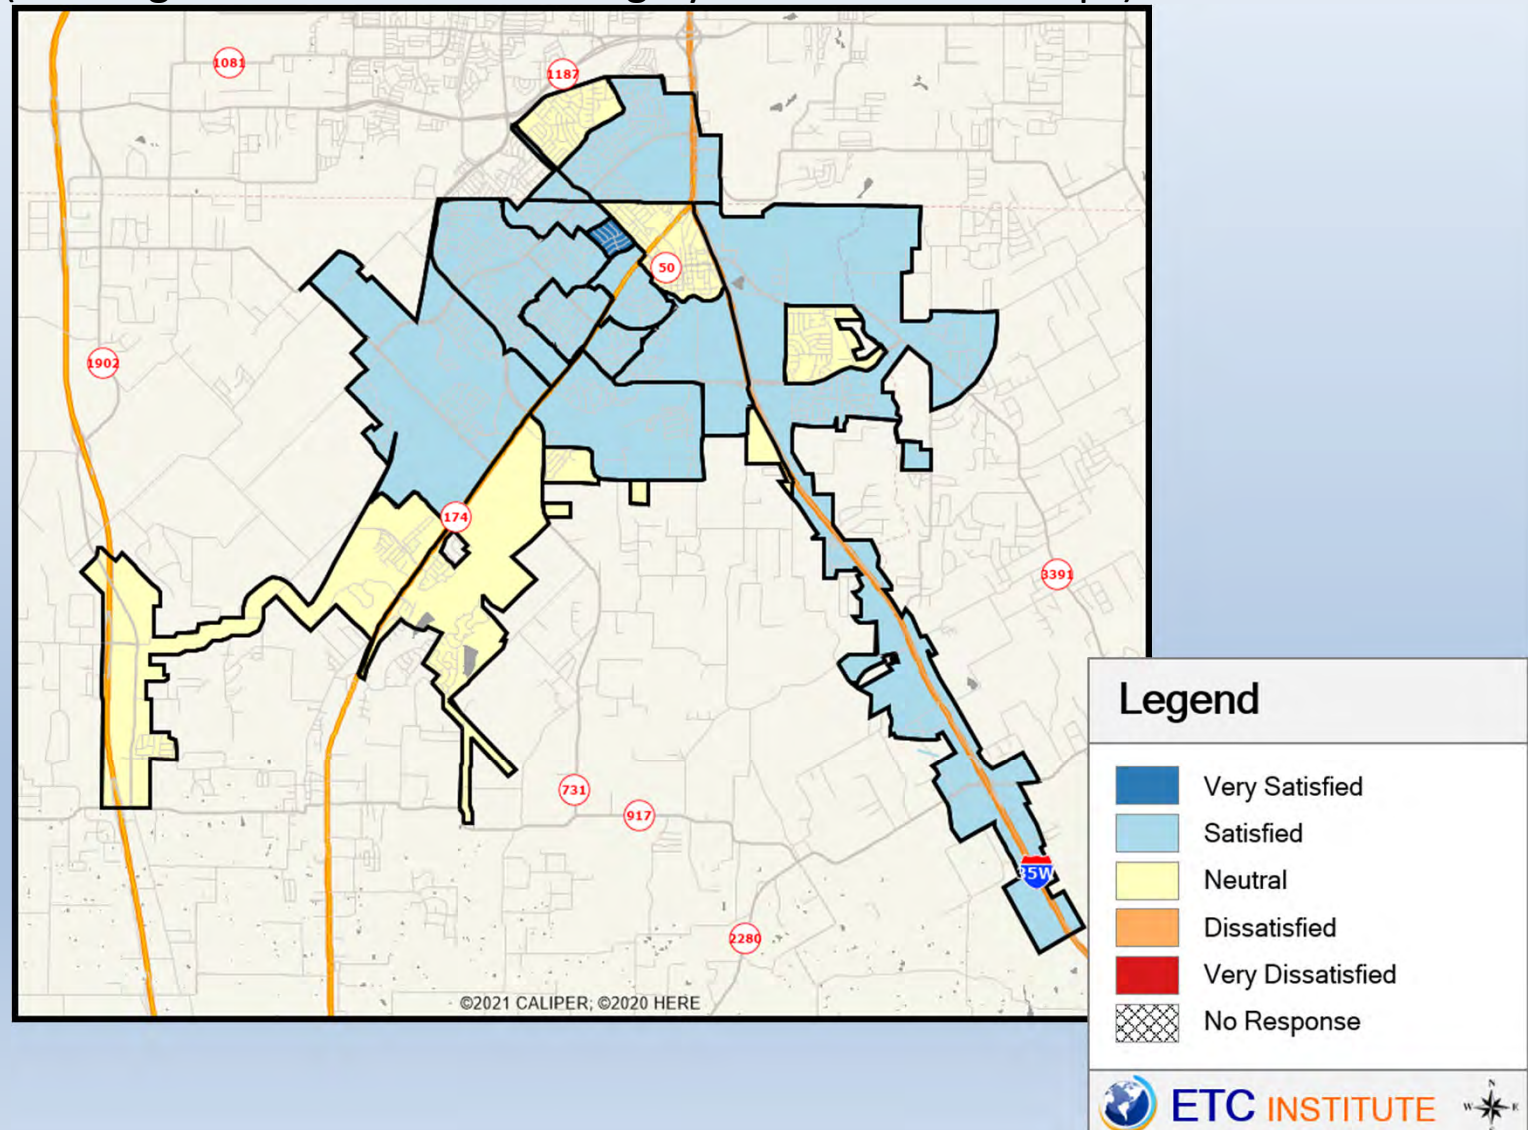 1081
1187
50
1902
174
3391
731
917
35W
2280
©2021 CALIPER; ©2020 HERE
Legend
Very Satisfied
Satisfied
Neutral
Dissatisfied
Very Dissatisfied
No Response
ETC INSTITUTE
N
W E